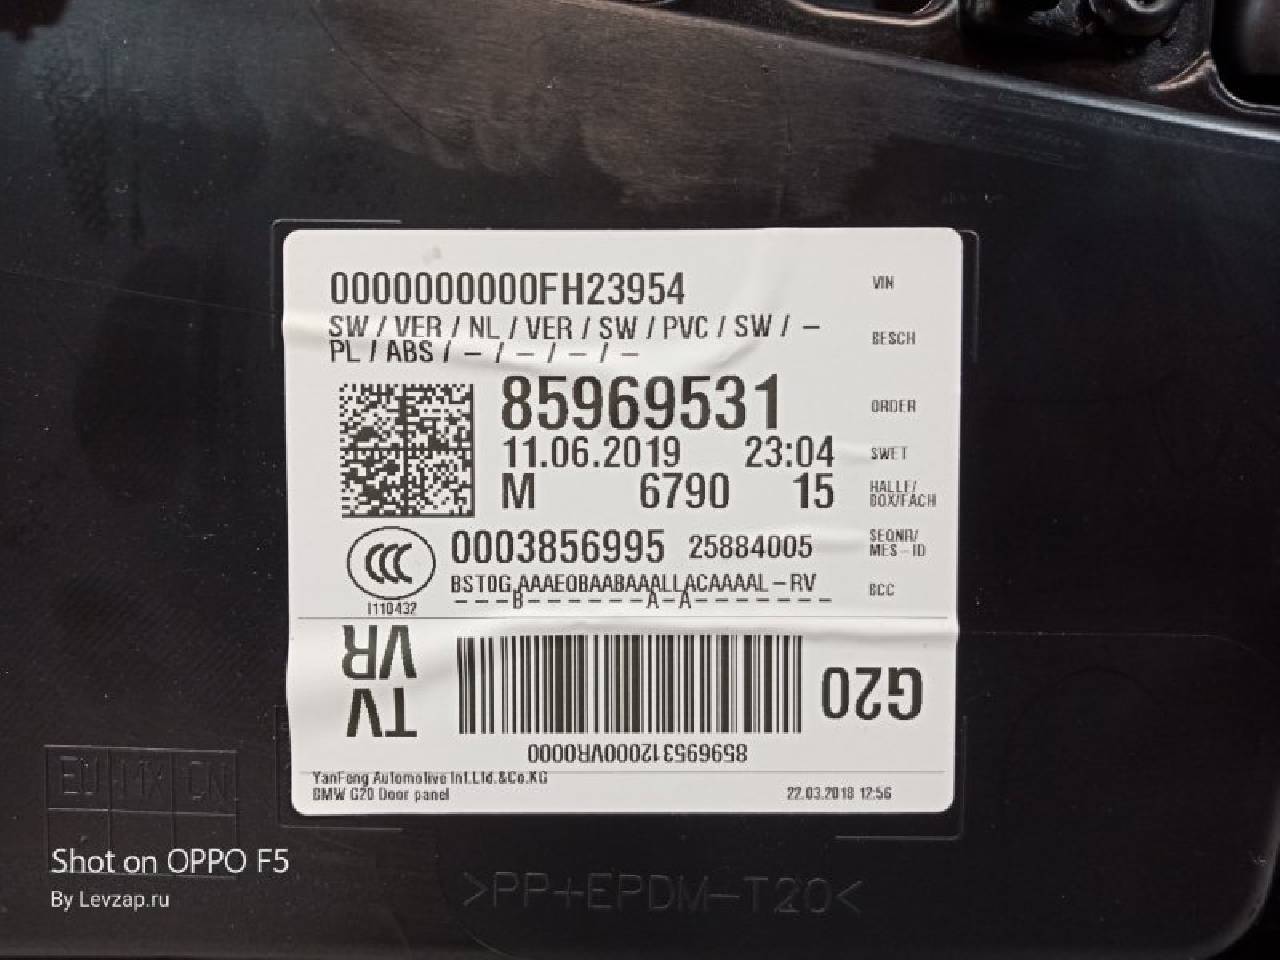 0000000000FH23954 VIN
SW / VER / NL / VER / SW / PVC / SW / –
PL / ABS / – / – / – / –
BESCH
85969531 ORDER
11.06.2019 23:04 SWET
M 6790 15 HALLE/
BOX/FACH
CCC 0003856995 25884005 SEQNR/
MES-ID
I110432
BST0G,AAAEOBAABAAALLACAAAAL-RV BCC
---B-------A-A--------
TV
VR
G20
859695312000VR0000
YanFeng Automotive Int.Ltd.&Co.KG
BMW G20 Door panel 22.03.2018 12:56
EU MX CN
Shot on OPPO F5
By Levzap.ru
>PP+EPDM-T20<